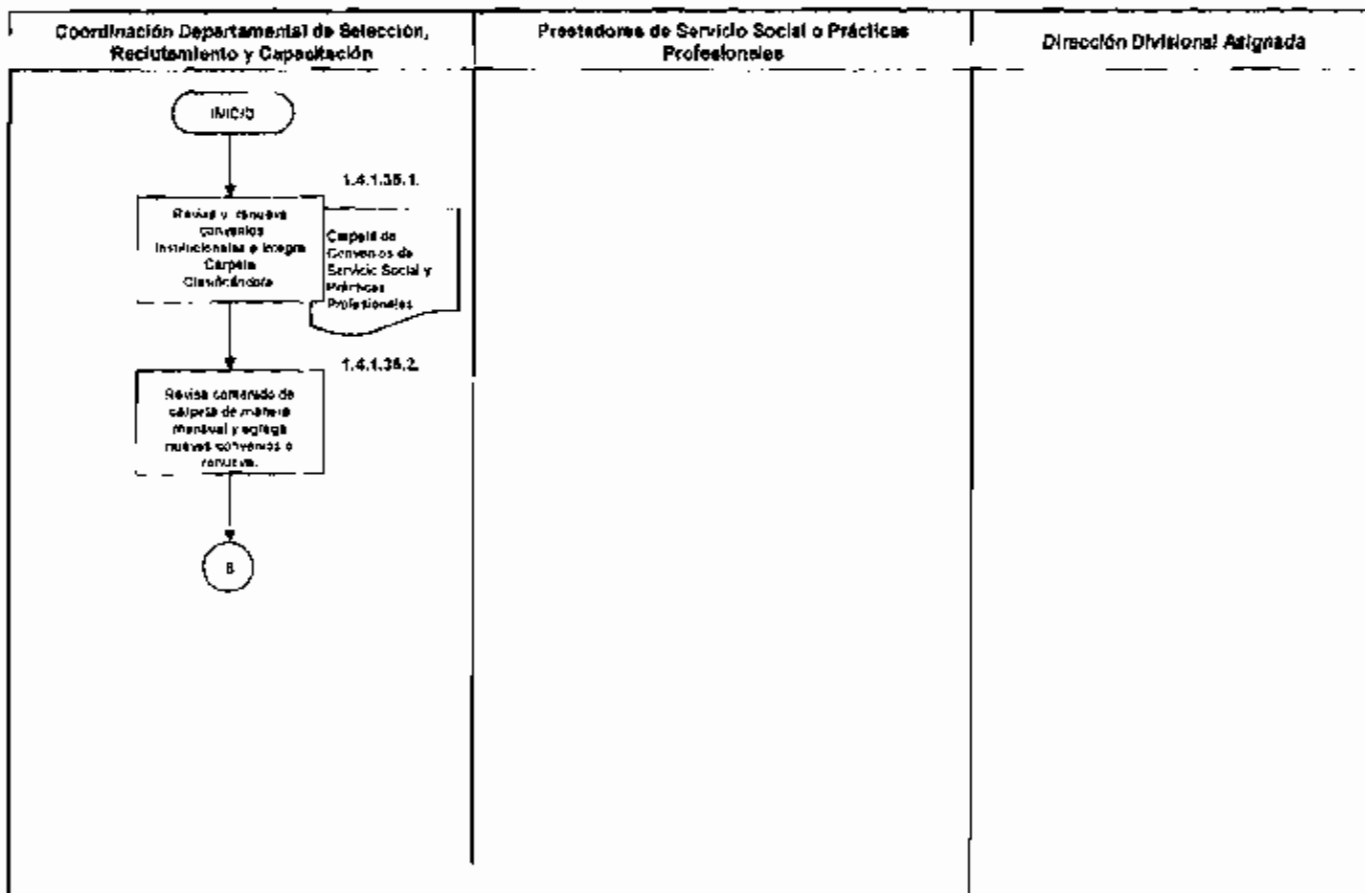 Coordinación Departamental de Selección,
Reclutamiento y Capacitación
Prestadores de Servicio Social o Prácticas
Profesionales
Dirección Divisional Asignada
INICIO
1.4.1.35.1.
Revisa y renueva
convenios
Institucionales e integra
Carpeta
Clasificándola
Carpeta de
Convenios de
Servicio Social y
Prácticas
Profesionales
1.4.1.35.2.
Revisa contenido de
carpeta de manera
mensual y agrega
nuevos convenios o
renueva.